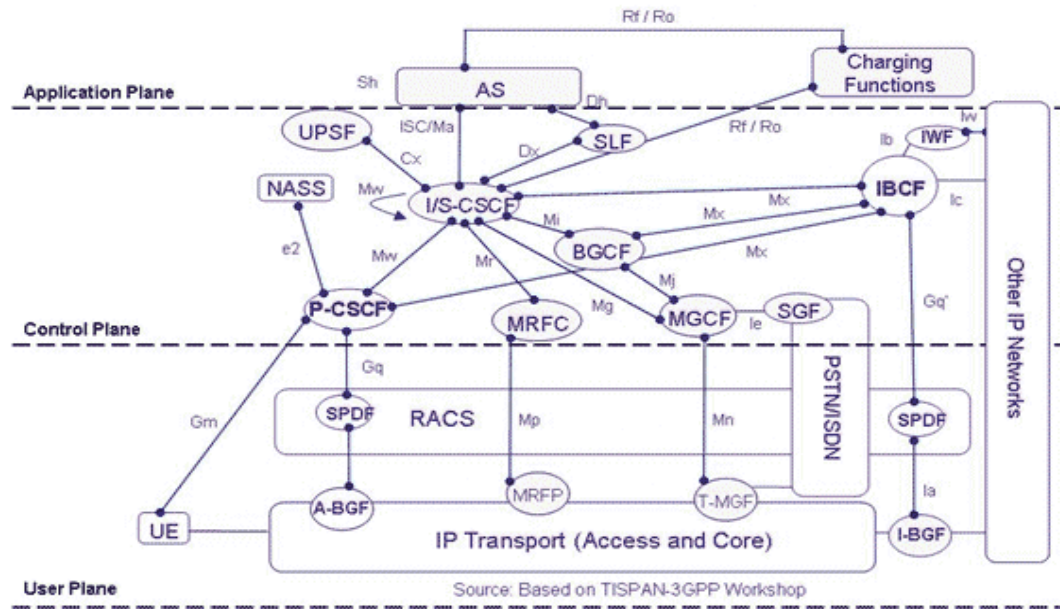 Rf / Ro
Charging
Functions
Sh
AS
Application Plane
Dh
UPSF
ISC/Ma
SLF
Rf / Ro
Iw
IWF
Ib
Cx
Dx
NASS
Mw
I/S-CSCF
IBCF
Mx
Ic
Mi
Mx
BGCF
e2
Mw
Mr
Mx
Mj
P-CSCF
Mg
MRFC
MGCF
Ie
SGF
Gq'
Other IP Networks
Control Plane
Gq
PSTN/ISDN
Gm
SPDF
RACS
Mp
Mn
SPDF
Ia
A-BGF
MRFP
T-MGF
UE
IP Transport (Access and Core)
I-BGF
User Plane
Source: Based on TISPAN-3GPP Workshop